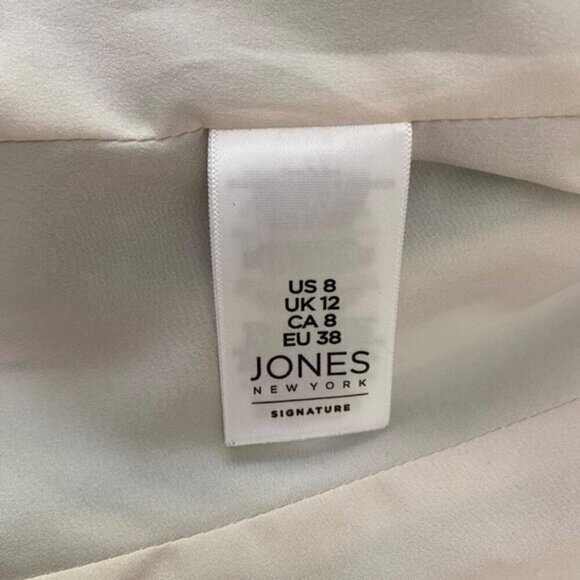 US 8
UK 12
CA 8
EU 38
JONES
NEW YORK
SIGNATURE